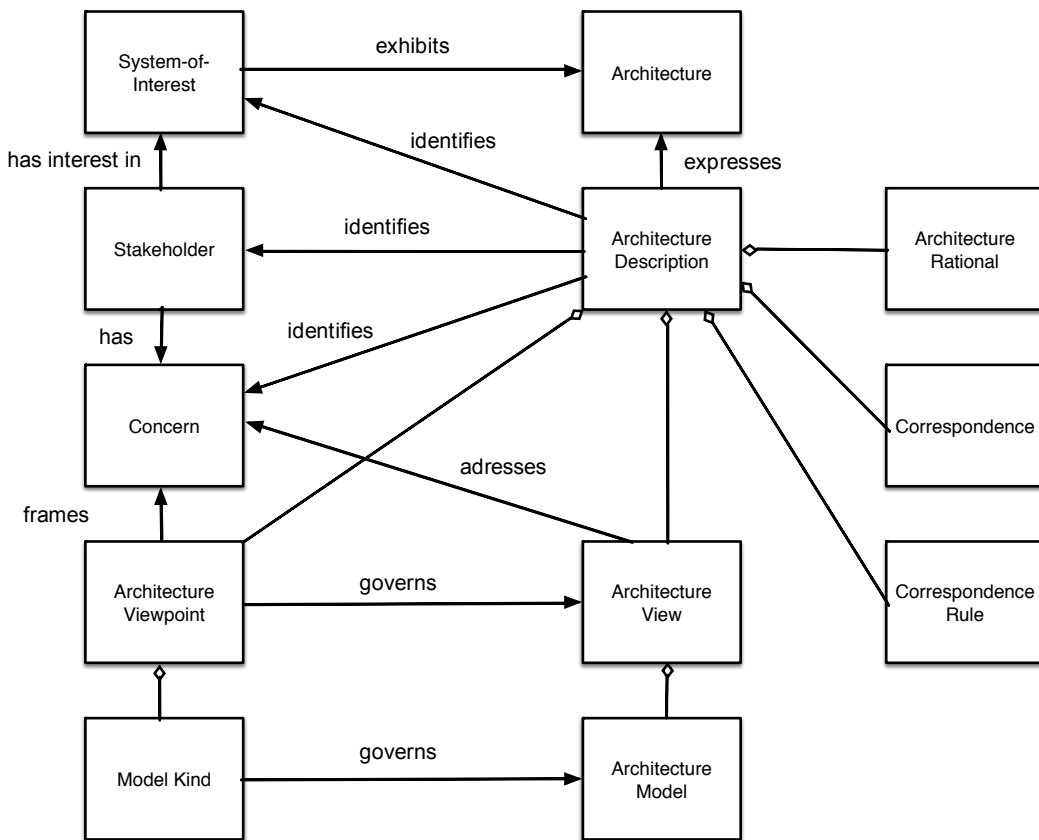 exhibits
System-of-
Interest
Architecture
identifies
has interest in
expresses
Stakeholder
identifies
Architecture
Description
Architecture
Rational
has
identifies
Concern
Correspondence
adresses
frames
Architecture
Viewpoint
governs
Architecture
View
Correspondence
Rule
Model Kind
governs
Architecture
Model